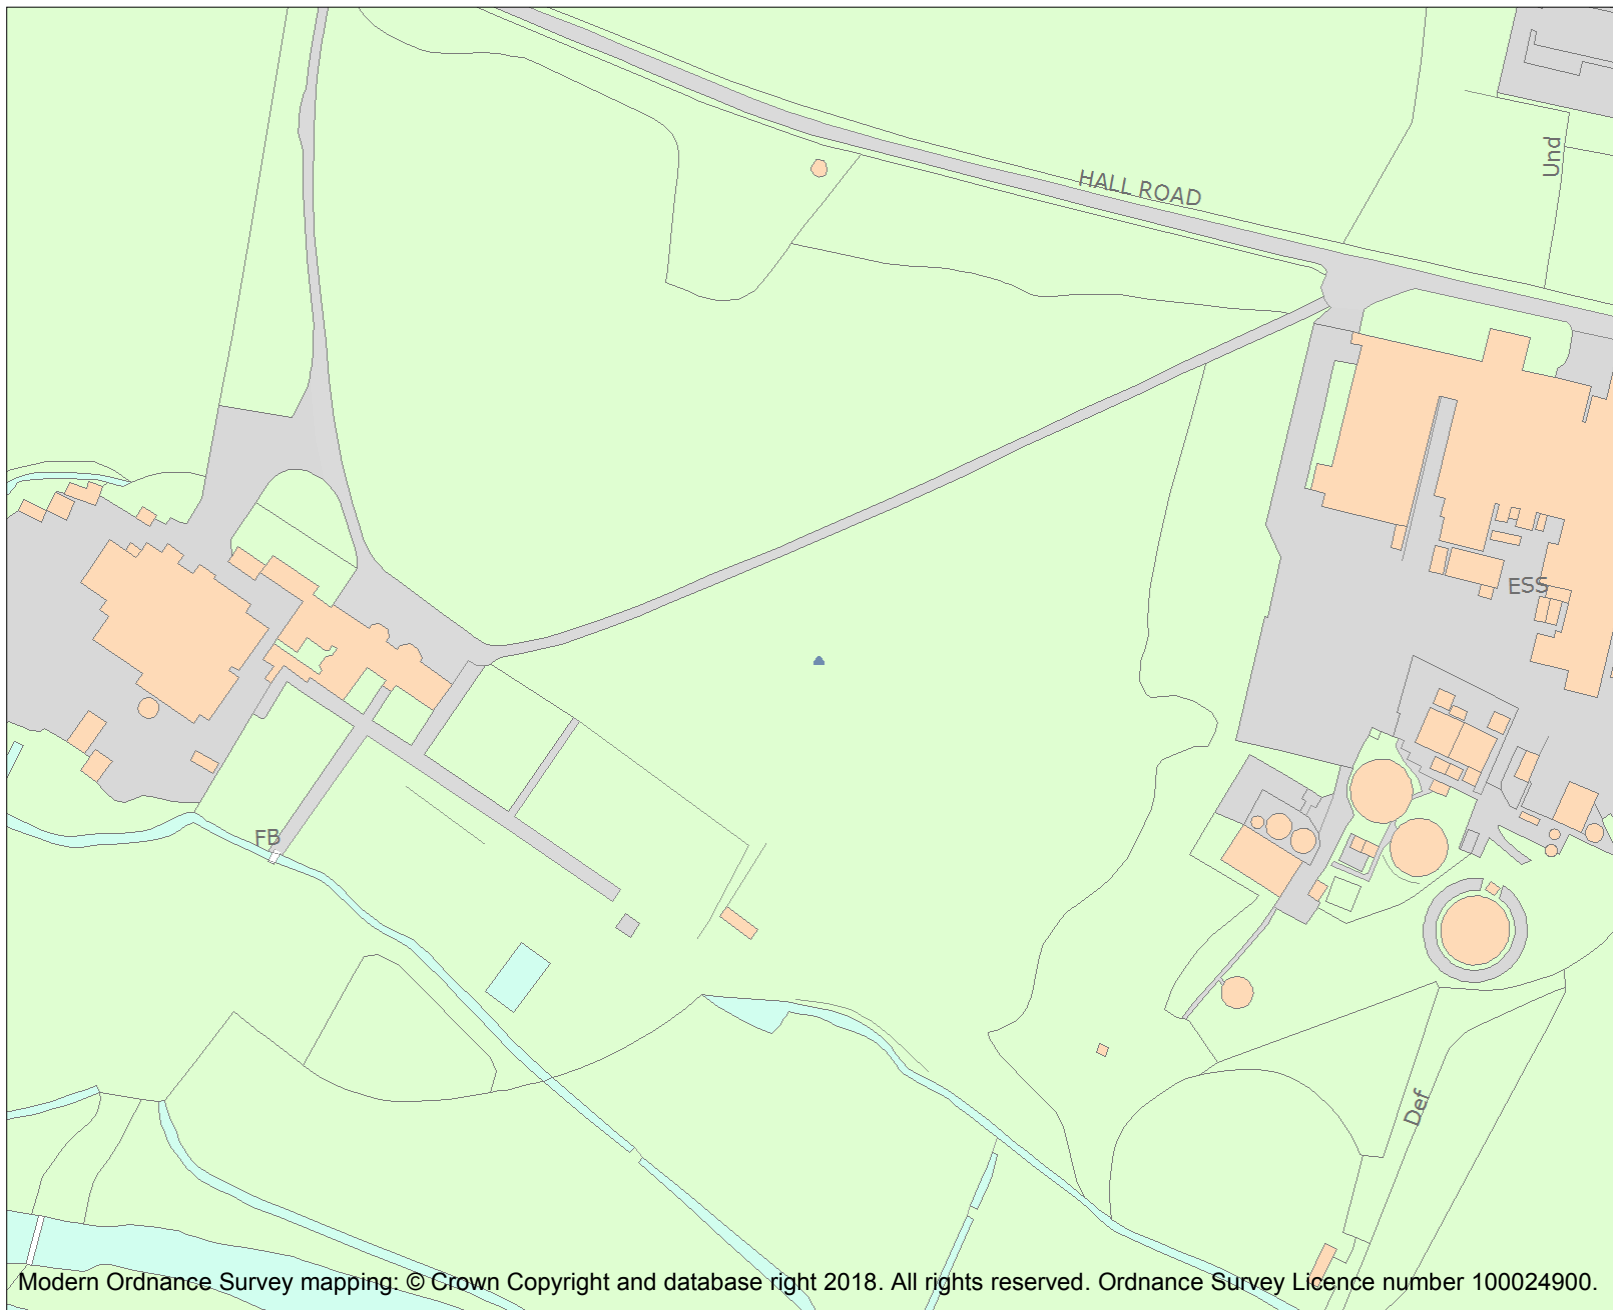 Und
HALL ROAD
ESS
FB
Def
Modern Ordnance Survey mapping: © Crown Copyright and database right 2018. All rights reserved. Ordnance Survey Licence number 100024900.